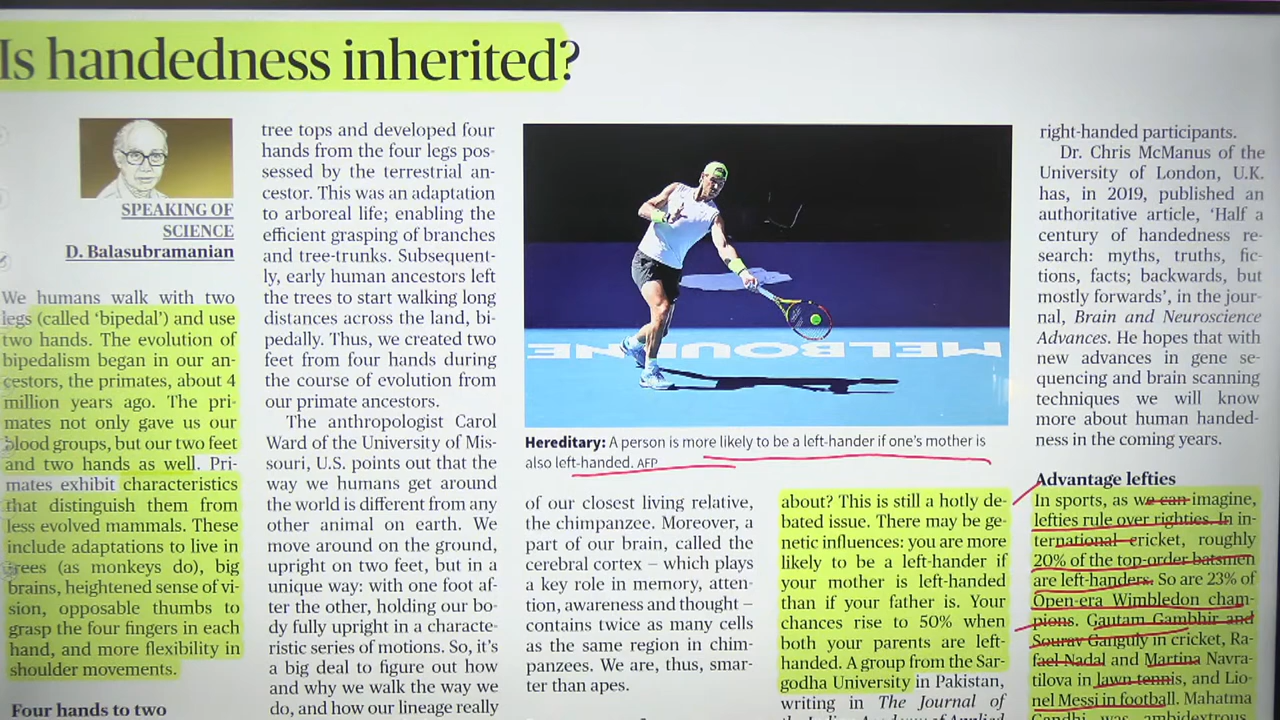 Is handedness inherited?
SPEAKING OF
SCIENCE
D. Balasubramanian
We humans walk with two
legs (called ‘bipedal’) and use
two hands. The evolution of
bipedalism began in our an-
cestors, the primates, about 4
million years ago. The pri-
mates not only gave us our
blood groups, but our two feet
and two hands as well. Pri-
mates exhibit characteristics
that distinguish them from
less evolved mammals. These
include adaptations to live in
trees (as monkeys do), big
brains, heightened sense of vi-
sion, opposable thumbs to
grasp the four fingers in each
hand, and more flexibility in
shoulder movements.
Four hands to two
tree tops and developed four
hands from the four legs pos-
sessed by the terrestrial an-
cestor. This was an adaptation
to arboreal life; enabling the
efficient grasping of branches
and tree-trunks. Subsequent-
ly, early human ancestors left
the trees to start walking long
distances across the land, bi-
pedally. Thus, we created two
feet from four hands during
the course of evolution from
our primate ancestors.
The anthropologist Carol
Ward of the University of Mis-
souri, U.S. points out that the
way we humans get around
the world is different from any
other animal on earth. We
move around on the ground,
upright on two feet, but in a
unique way: with one foot af-
ter the other, holding our bo-
dy fully upright in a characte-
ristic series of motions. So, it’s
a big deal to figure out how
and why we walk the way we
do, and how our lineage really
MELBOURNE
Hereditary: A person is more likely to be a left-hander if one’s mother is
also left-handed. AFP
of our closest living relative,
the chimpanzee. Moreover, a
part of our brain, called the
cerebral cortex – which plays
a key role in memory, atten-
tion, awareness and thought –
contains twice as many cells
as the same region in chim-
panzees. We are, thus, smar-
ter than apes.
about? This is still a hotly de-
bated issue. There may be ge-
netic influences: you are more
likely to be a left-hander if
your mother is left-handed
than if your father is. Your
chances rise to 50% when
both your parents are left-
handed. A group from the Sar-
godha University in Pakistan,
writing in The Journal of
the Indian Academy of Applied
right-handed participants.
Dr. Chris McManus of the
University of London, U.K.
has, in 2019, published an
authoritative article, ‘Half a
century of handedness re-
search: myths, truths, fic-
tions, facts; backwards, but
mostly forwards’, in the jour-
nal, Brain and Neuroscience
Advances. He hopes that with
new advances in gene se-
quencing and brain scanning
techniques we will know
more about human handed-
ness in the coming years.
Advantage lefties
In sports, as we can imagine,
lefties rule over righties. In in-
ternational cricket, roughly
20% of the top-order batsmen
are left-handers. So are 23% of
Open-era Wimbledon cham-
pions. Gautam Gambhir and
Sourav Ganguly in cricket, Ra-
fael Nadal and Martina Navra-
tilova in lawn tennis, and Lio-
nel Messi in football. Mahatma
Gandhi was ambidextrous,